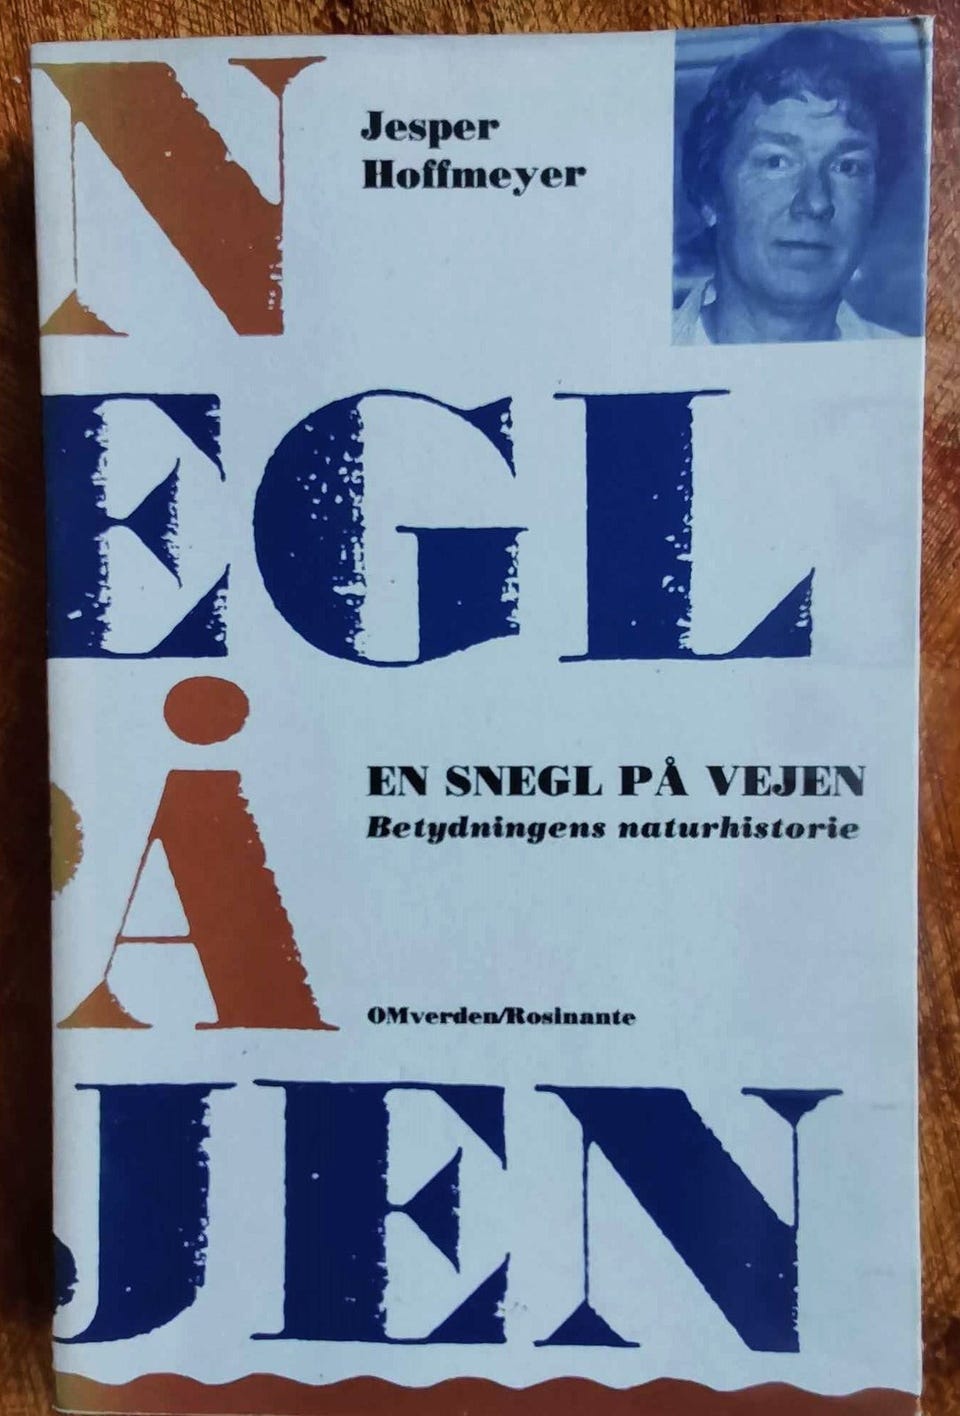 N
Jesper
Hoffmeyer
EGL
EN SNEGL PÅ VEJEN
Betydningens naturhistorie
Å
OMverden/Rosinante
JEN